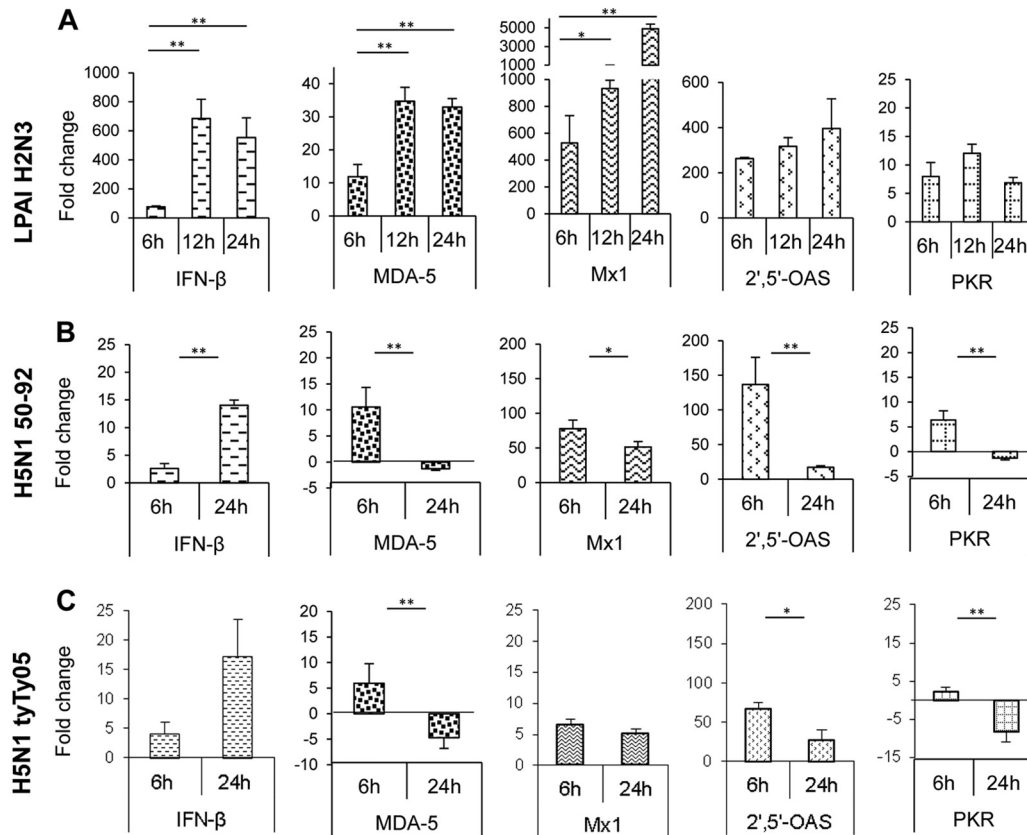 A
LPAI H2N3
Fold change
** **
1000 800 600 400 200 0
6h 12h 24h
IFN-β
** **
40 30 20 10 0
6h 12h 24h
MDA-5
** *
5000 3000 1000
1000 800 600 400 200 0
6h 12h 24h
Mx1
600 400 200 0
6h 12h 24h
2',5'-OAS
25 20 15 10 5 0
6h 12h 24h
PKR
B
H5N1 50-92
Fold change
**
25 20 15 10 5 0
6h 24h
IFN-β
**
25 20 15 10 5 0 -5
6h 24h
MDA-5
*
200 150 100 50 0
6h 24h
Mx1
**
200 150 100 50 0
6h 24h
2',5'-OAS
**
25 20 15 10 5 0 -5
6h 24h
PKR
C
H5N1 tyTy05
Fold change
25 20 15 10 5 0
6h 24h
IFN-β
**
20 15 10 5 0 -5 -10
6h 24h
MDA-5
25 20 15 10 5 0
6h 24h
Mx1
*
200 150 100 50 0
6h 24h
2',5'-OAS
**
25 15 5 -5 -15
6h 24h
PKR